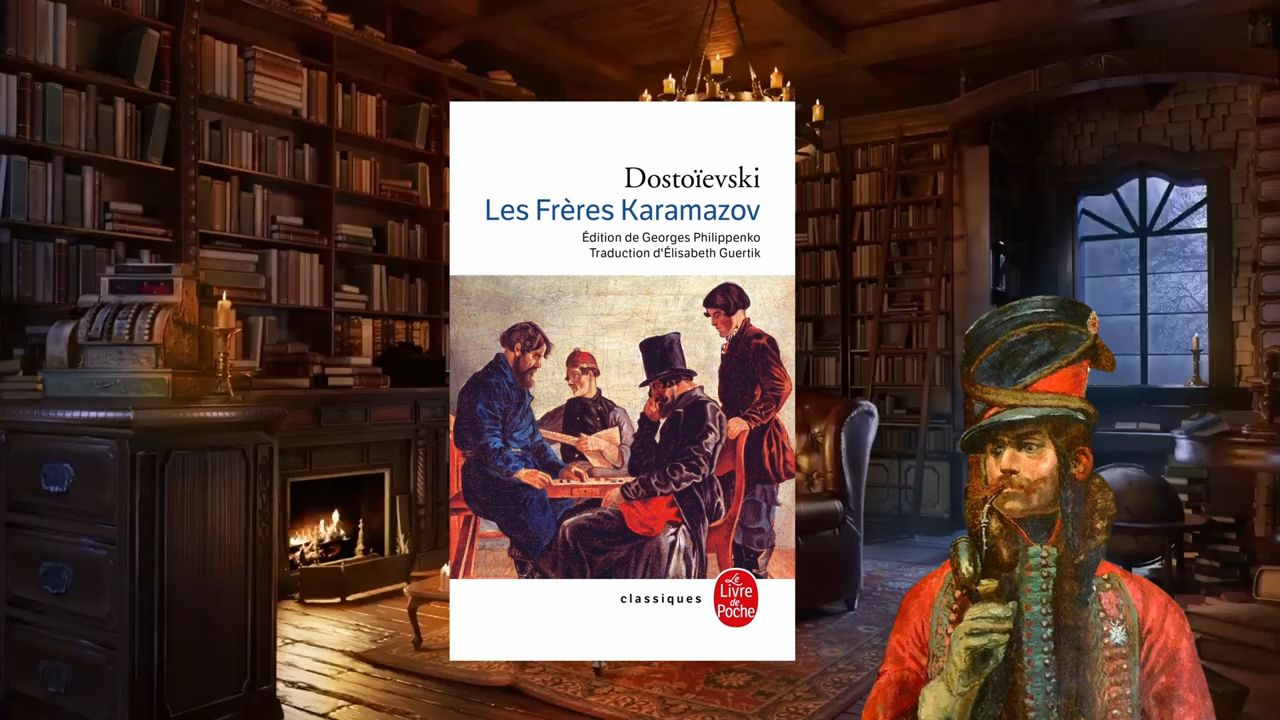 Dostoïevski
Les Frères Karamazov
Édition de Georges Philippenko
Traduction d'Élisabeth Guertik
classiques
Le
Livre
de
Poche